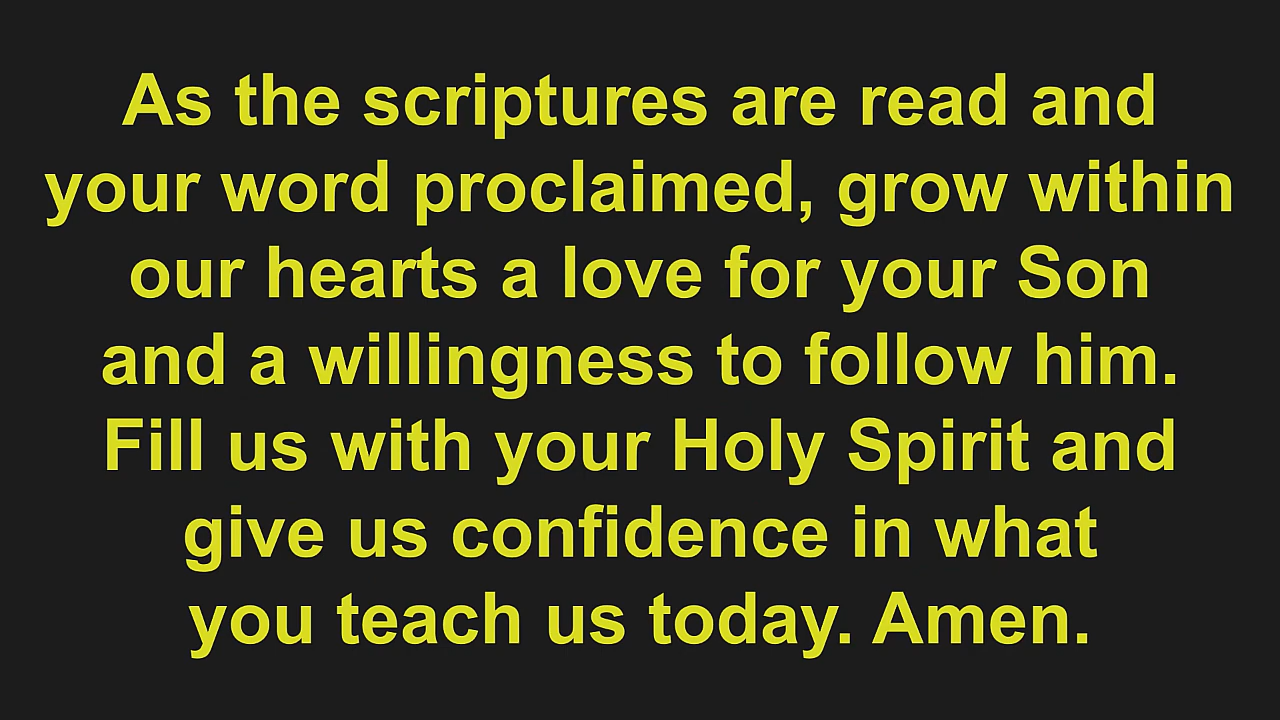 As the scriptures are read and
your word proclaimed, grow within
our hearts a love for your Son
and a willingness to follow him.
Fill us with your Holy Spirit and
give us confidence in what
you teach us today. Amen.